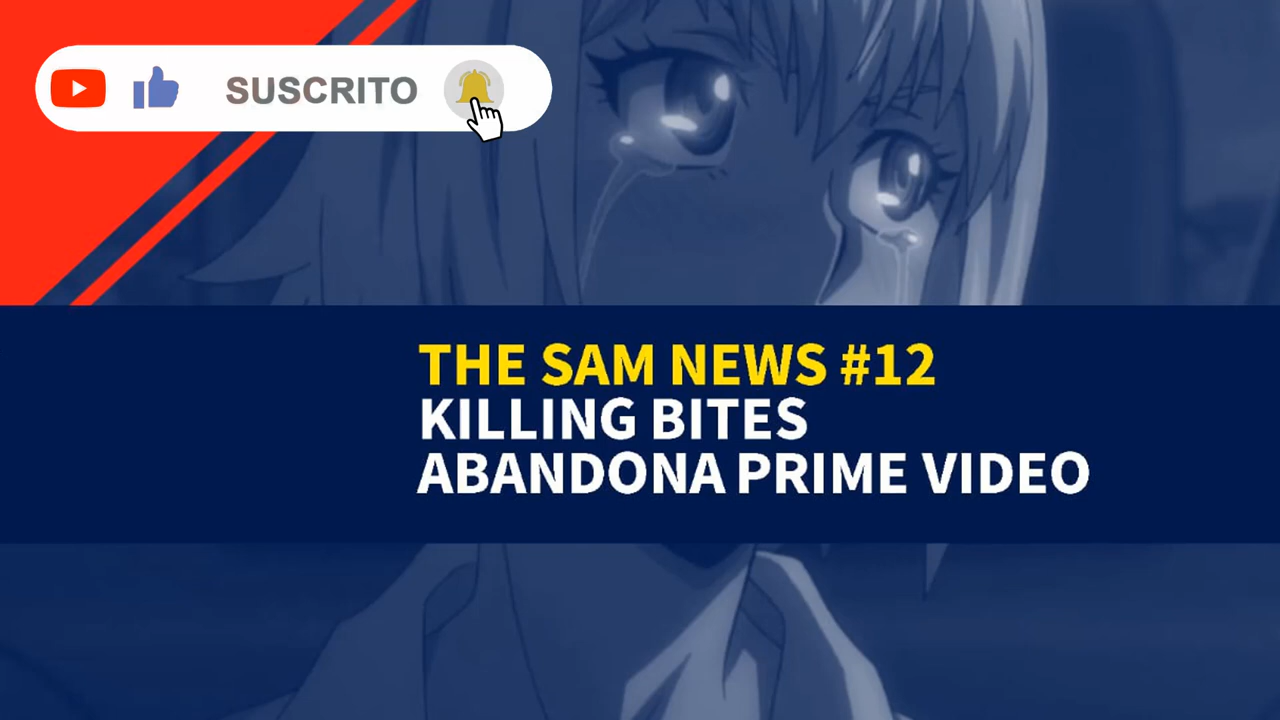 SUSCRITO
THE SAM NEWS #12
KILLING BITES
ABANDONA PRIME VIDEO